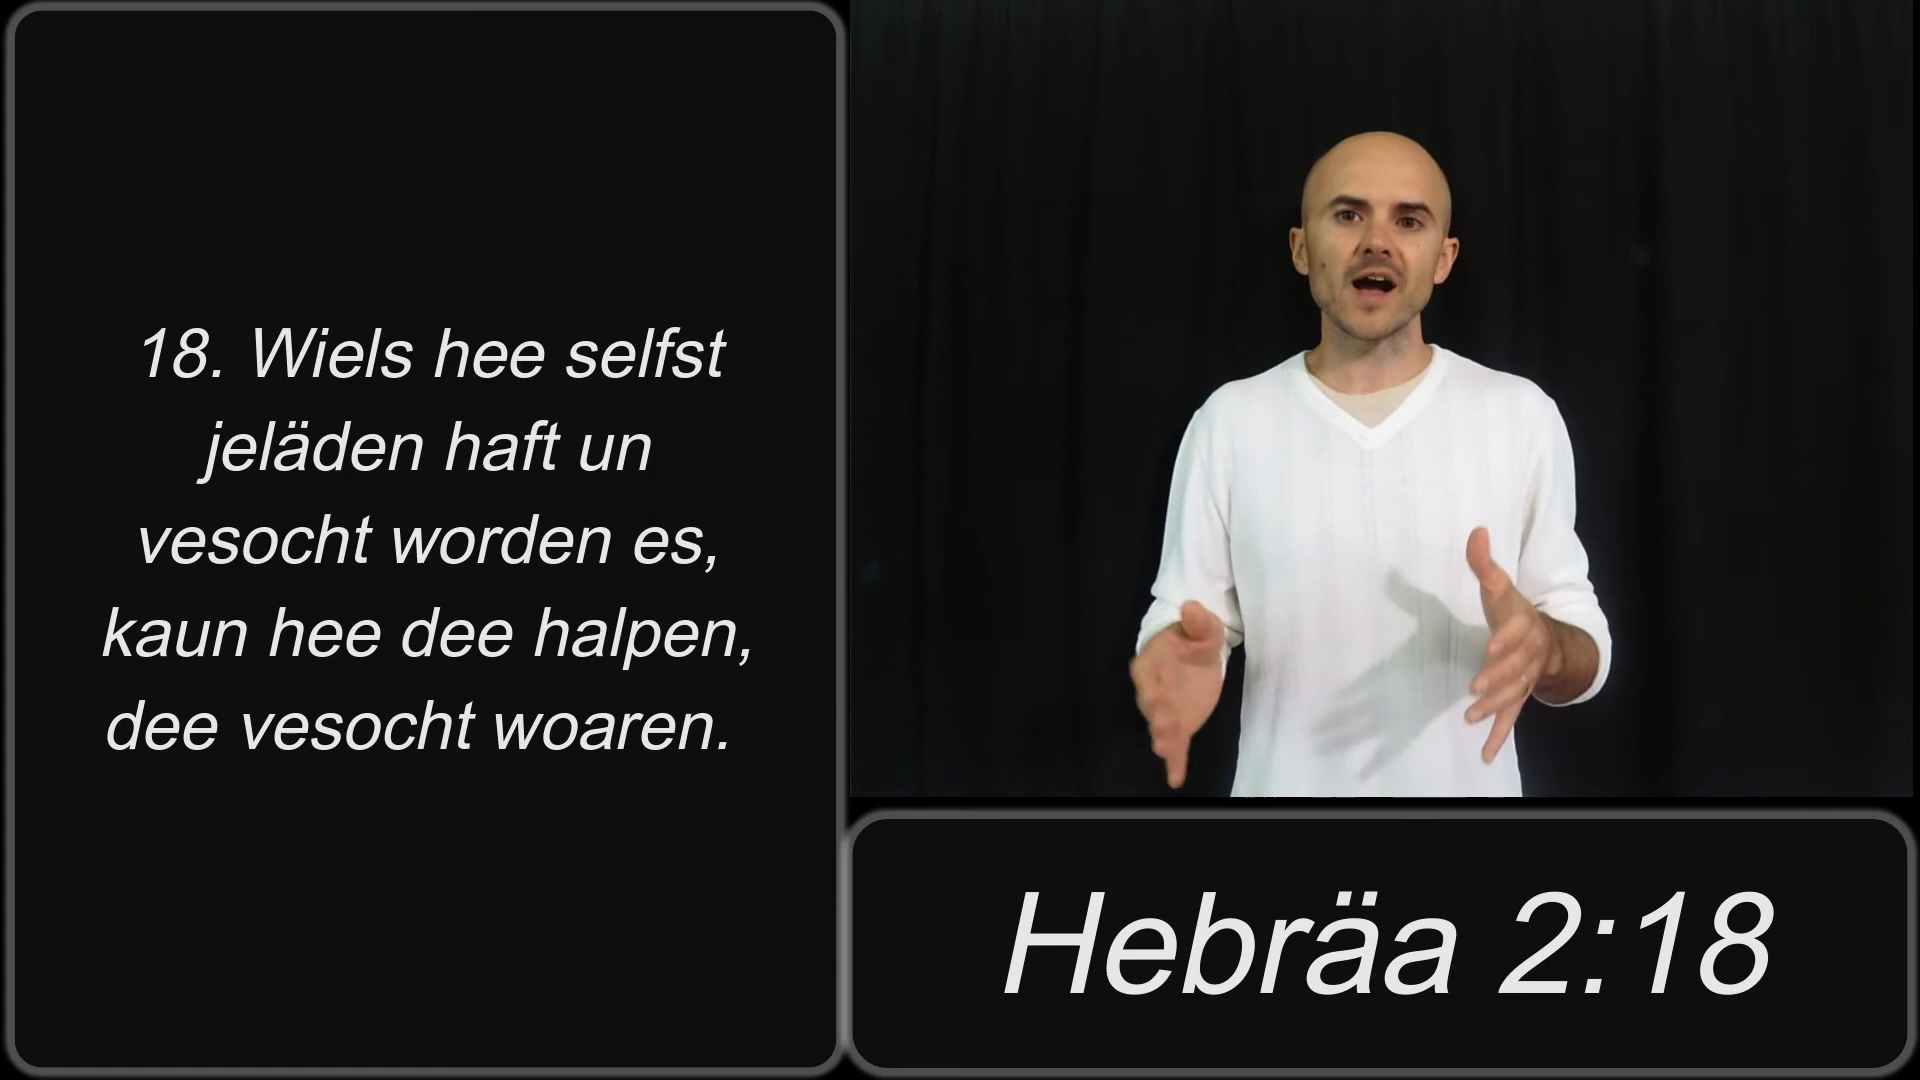 18. Wiels hee selfst
jeläden haft un
vesocht worden es,
kaun hee dee halpen,
dee vesocht woaren.
Hebräa 2:18